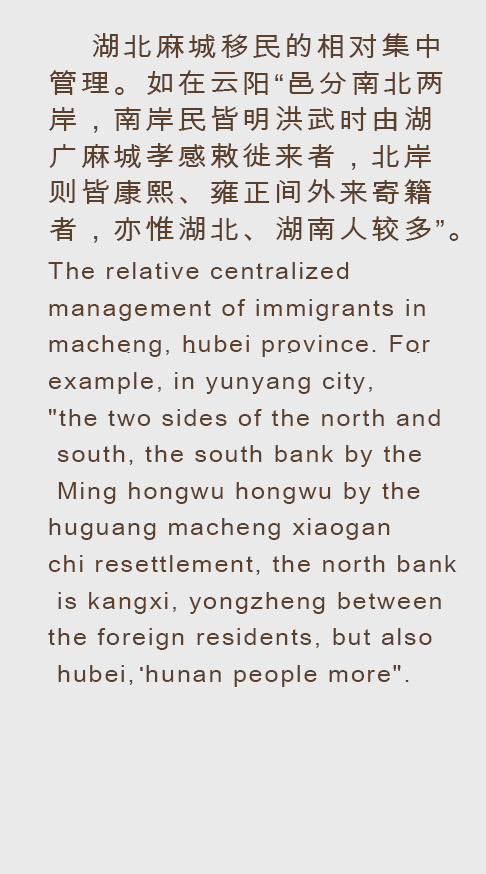 湖北麻城移民的相对集中
管理。如在云阳“邑分南北两
岸，南岸民皆明洪武时由湖
广麻城孝感敕徙来者，北岸
则皆康熙、雍正间外来寄籍
者，亦惟湖北、湖南人较多”。
The relative centralized
management of immigrants in
macheng, hubei province. For
example, in yunyang city,
"the two sides of the north and
south, the south bank by the
Ming hongwu hongwu by the
huguang macheng xiaogan
chi resettlement, the north bank
is kangxi, yongzheng between
the foreign residents, but also
hubei,'hunan people more".